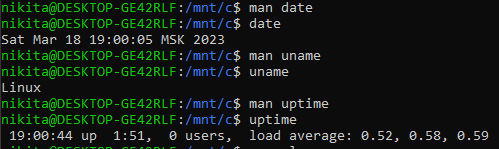 nikita@DESKTOP-GE42RLF:/mnt/c$ man date
nikita@DESKTOP-GE42RLF:/mnt/c$ date
Sat Mar 18 19:00:05 MSK 2023
nikita@DESKTOP-GE42RLF:/mnt/c$ man uname
nikita@DESKTOP-GE42RLF:/mnt/c$ uname
Linux
nikita@DESKTOP-GE42RLF:/mnt/c$ man uptime
nikita@DESKTOP-GE42RLF:/mnt/c$ uptime
 19:00:44 up  1:51,  0 users,  load average: 0.52, 0.58, 0.59